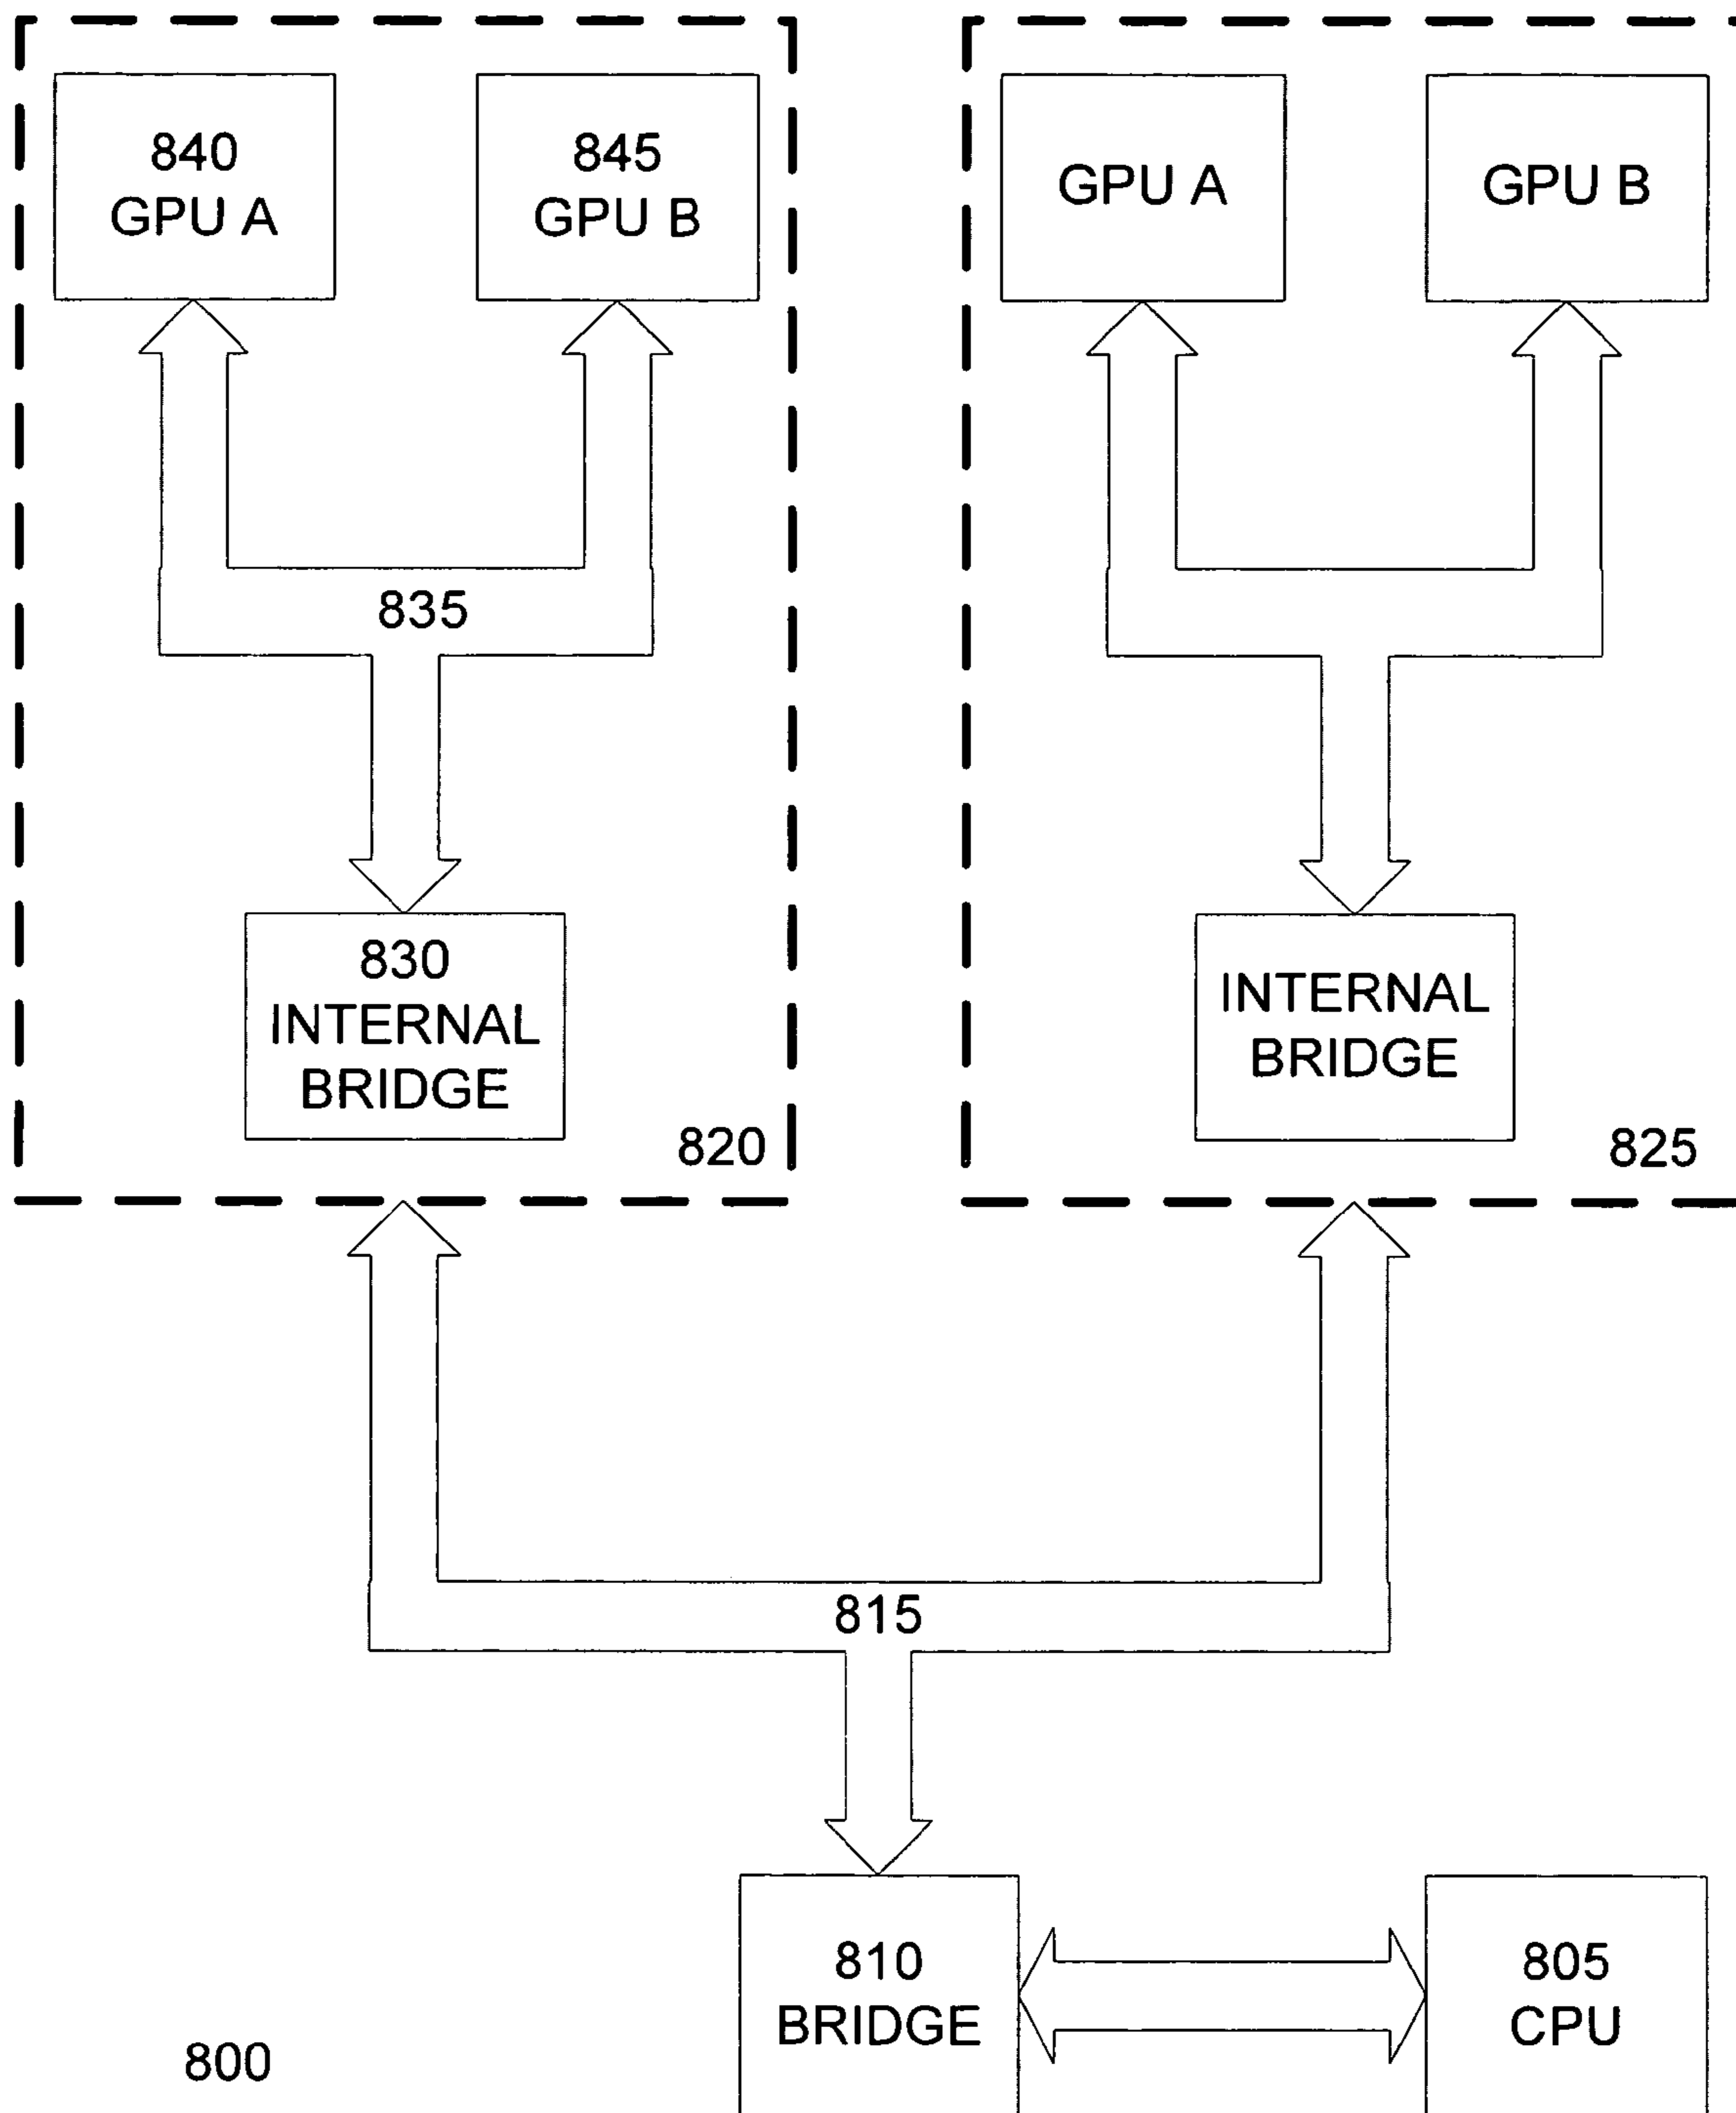 840
GPU A
845
GPU B
GPU A
GPU B
835
830
INTERNAL
BRIDGE
820
INTERNAL
BRIDGE
825
815
810
BRIDGE
805
CPU
800